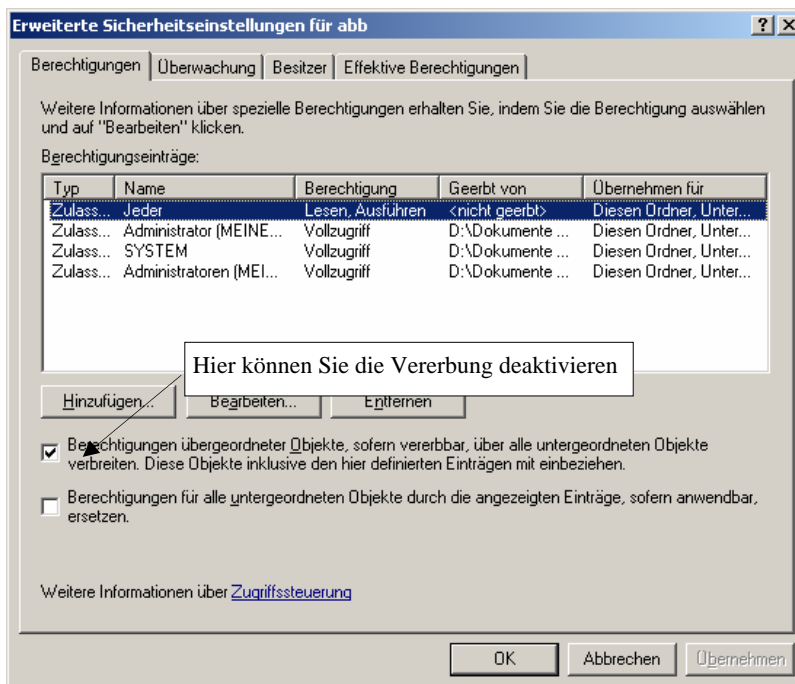 Erweiterte Sicherheitseinstellungen für abb
Berechtigungen Überwachung Besitzer Effektive Berechtigungen
Weitere Informationen über spezielle Berechtigungen erhalten Sie, indem Sie die Berechtigung auswählen
und auf "Bearbeiten" klicken.
Berechtigungseinträge:
Typ Name Berechtigung Geerbt von Übernehmen für
Zulass... Jeder Lesen, Ausführen <nicht geerbt> Diesen Ordner, Unter...
Zulass... Administrator (MEINE... Vollzugriff D:\Dokumente ... Diesen Ordner, Unter...
Zulass... SYSTEM Vollzugriff D:\Dokumente ... Diesen Ordner, Unter...
Zulass... Administratoren (MEI... Vollzugriff D:\Dokumente ... Diesen Ordner, Unter...
Hier können Sie die Vererbung deaktivieren
Hinzufügen... Bearbeiten... Entfernen
Berechtigungen übergeordneter Objekte, sofern vererbbar, über alle untergeordneten Objekte
verbreiten. Diese Objekte inklusive den hier definierten Einträgen mit einbeziehen.
Berechtigungen für alle untergeordneten Objekte durch die angezeigten Einträge, sofern anwendbar,
ersetzen.
Weitere Informationen über Zugriffssteuerung
OK Abbrechen Übernehmen